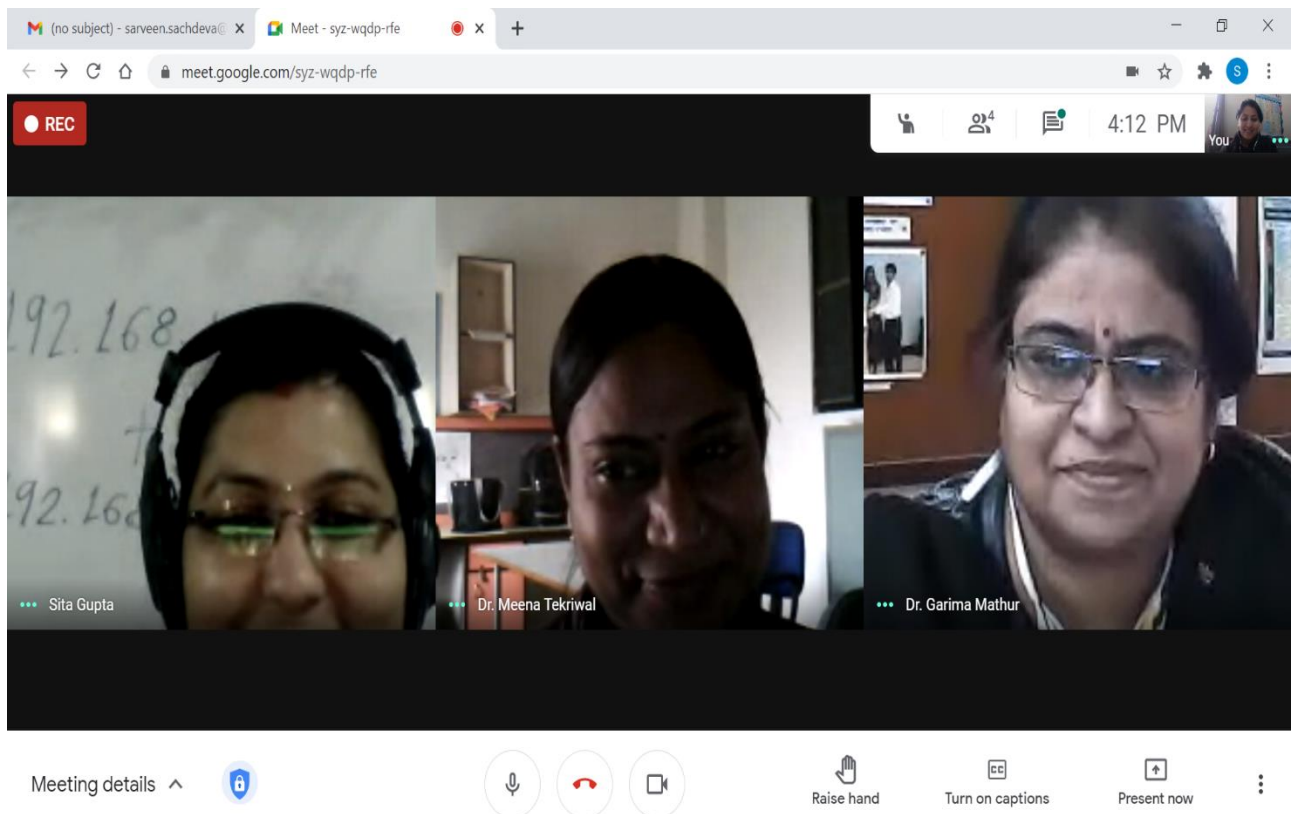 (no subject) - sarveen.sachdeva@
Meet - syz-wqdp-rfe
meet.google.com/syz-wqdp-rfe
S
REC
4
4:12 PM
You
192.168.
+
92.168
Sita Gupta
Dr. Meena Tekriwal
Dr. Garima Mathur
Meeting details
CC
Raise hand
Turn on captions
Present now